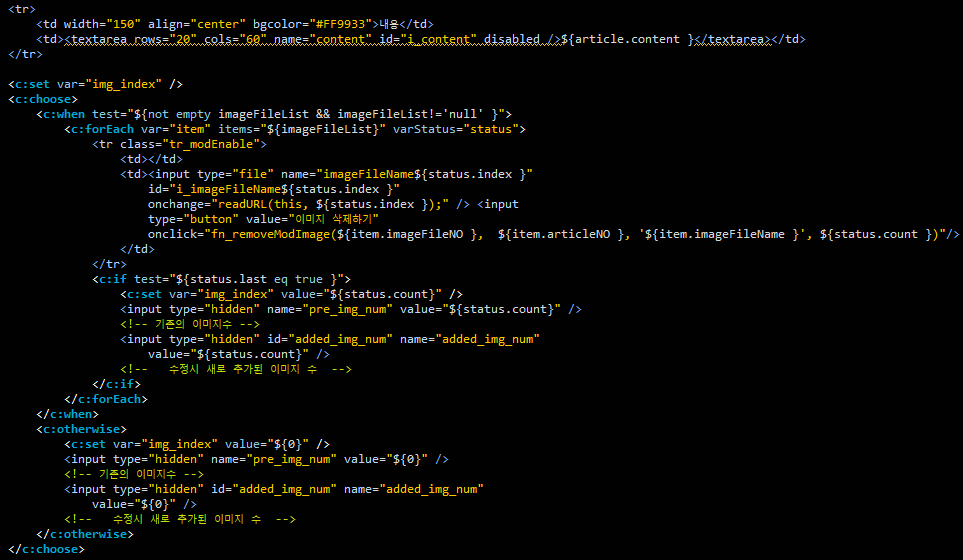 <tr>
    <td width="150" align="center" bgcolor="#FF9933">내용</td>
    <td><textarea rows="20" cols="60" name="content" id="i_content" disabled />${article.content }</textarea></td>
</tr>

<c:set var="img_index" />
<c:choose>
    <c:when test="${not empty imageFileList && imageFileList!='null' }">
        <c:forEach var="item" items="${imageFileList}" varStatus="status">
            <tr class="tr_modEnable">
                <td></td>
                <td><input type="file" name="imageFileName${status.index }"
                    id="i_imageFileName${status.index }"
                    onchange="readURL(this, ${status.index });" /> <input
                    type="button" value="이미지 삭제하기"
                    onclick="fn_removeModImage(${item.imageFileNO },  ${item.articleNO }, '${item.imageFileName }', ${status.count })"/>
                </td>
            </tr>
            <c:if test="${status.last eq true }">
                <c:set var="img_index" value="${status.count}" />
                <input type="hidden" name="pre_img_num" value="${status.count}" />
                <!-- 기존의 이미지수 -->
                <input type="hidden" id="added_img_num" name="added_img_num"
                    value="${status.count}" />
                <!--   수정시 새로 추가된 이미지 수  -->
            </c:if>
        </c:forEach>
    </c:when>
    <c:otherwise>
        <c:set var="img_index" value="${0}" />
        <input type="hidden" name="pre_img_num" value="${0}" />
        <!-- 기존의 이미지수 -->
        <input type="hidden" id="added_img_num" name="added_img_num"
            value="${0}" />
        <!--   수정시 새로 추가된 이미지 수  -->
    </c:otherwise>
</c:choose>